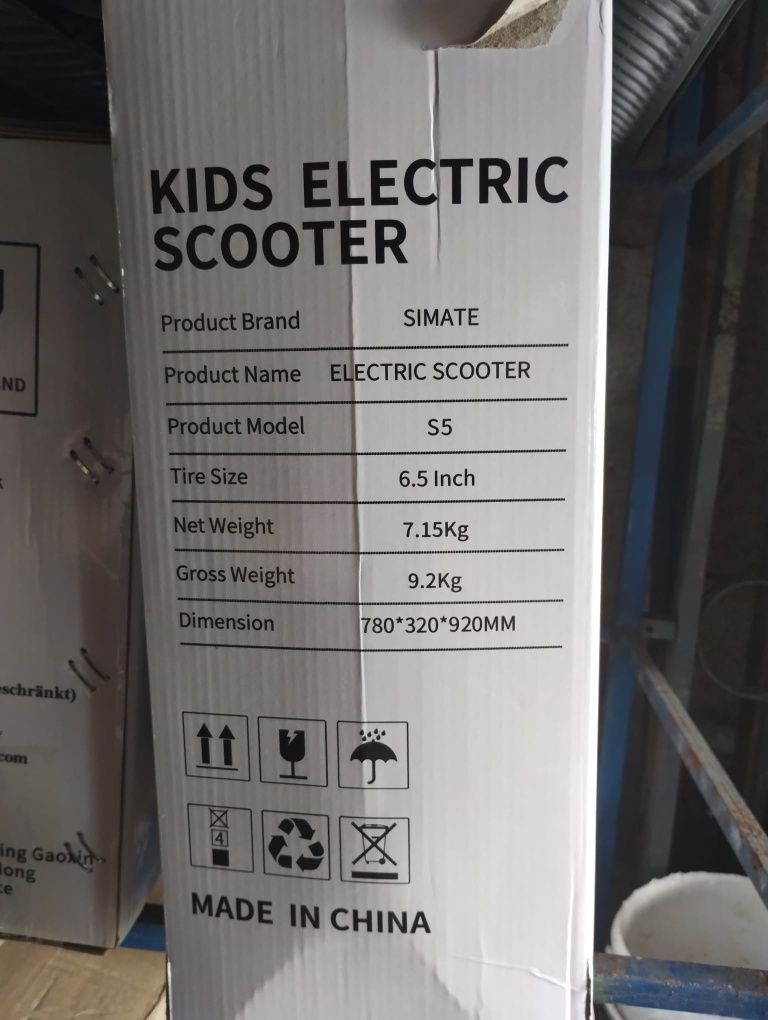 KIDS ELECTRIC
SCOOTER
Product Brand SIMATE
Product Name ELECTRIC SCOOTER
Product Model S5
Tire Size 6.5 Inch
Net Weight 7.15Kg
Gross Weight 9.2Kg
Dimension 780*320*920MM
4
MADE IN CHINA
ND
schränkt)
com
ing Gaoxin
long